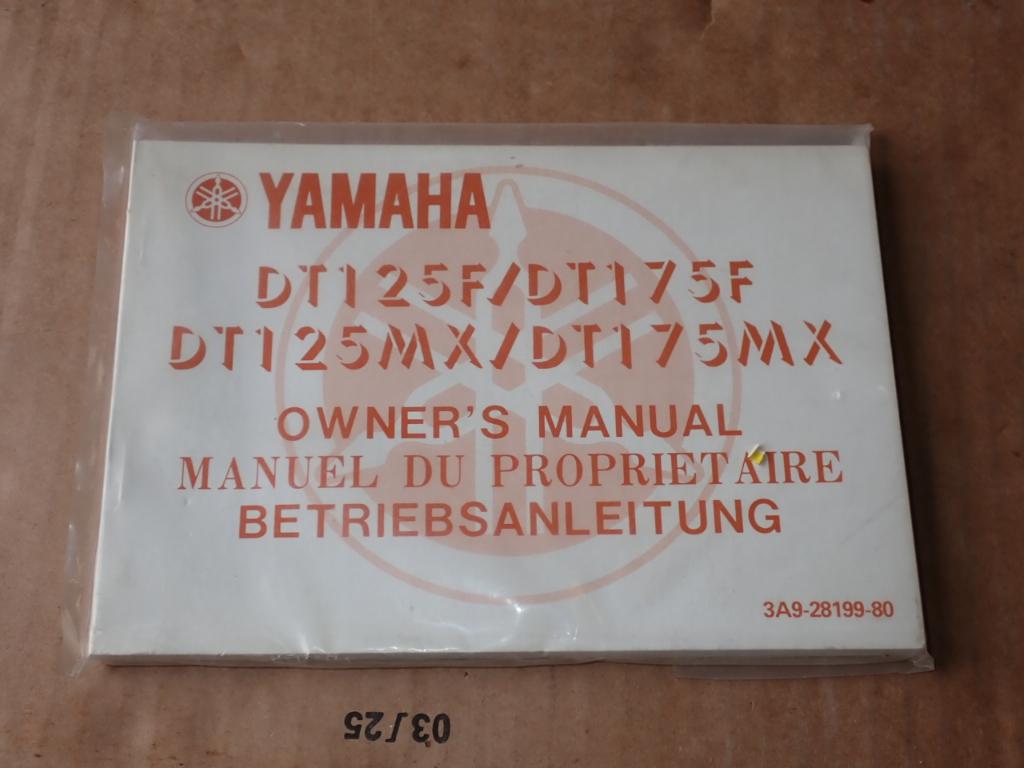 YAMAHA
DT125F/DT175F
DT125MX/DT175MX
OWNER'S MANUAL
MANUEL DU PROPRIETAIRE
BETRIEBSANLEITUNG
3A9-28199-80
03/25